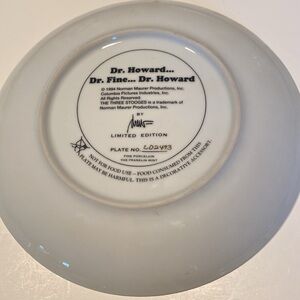 Dr. Howard...
Dr. Fine... Dr. Howard
© 1994 Norman Maurer Productions, Inc.
Columbia Pictures Industries, Inc.
All Rights Reserved.
THE THREE STOOGES is a trademark of
Norman Maurer Productions, Inc.
BY
LIMITED EDITION
PLATE NO.
FINE PORCELAIN
THE FRANKLIN MINT
NOT FOR FOOD USE – FOOD CONSUMED FROM THIS
PLATE MAY BE HARMFUL. THIS IS A DECORATIVE ACCESSORY.